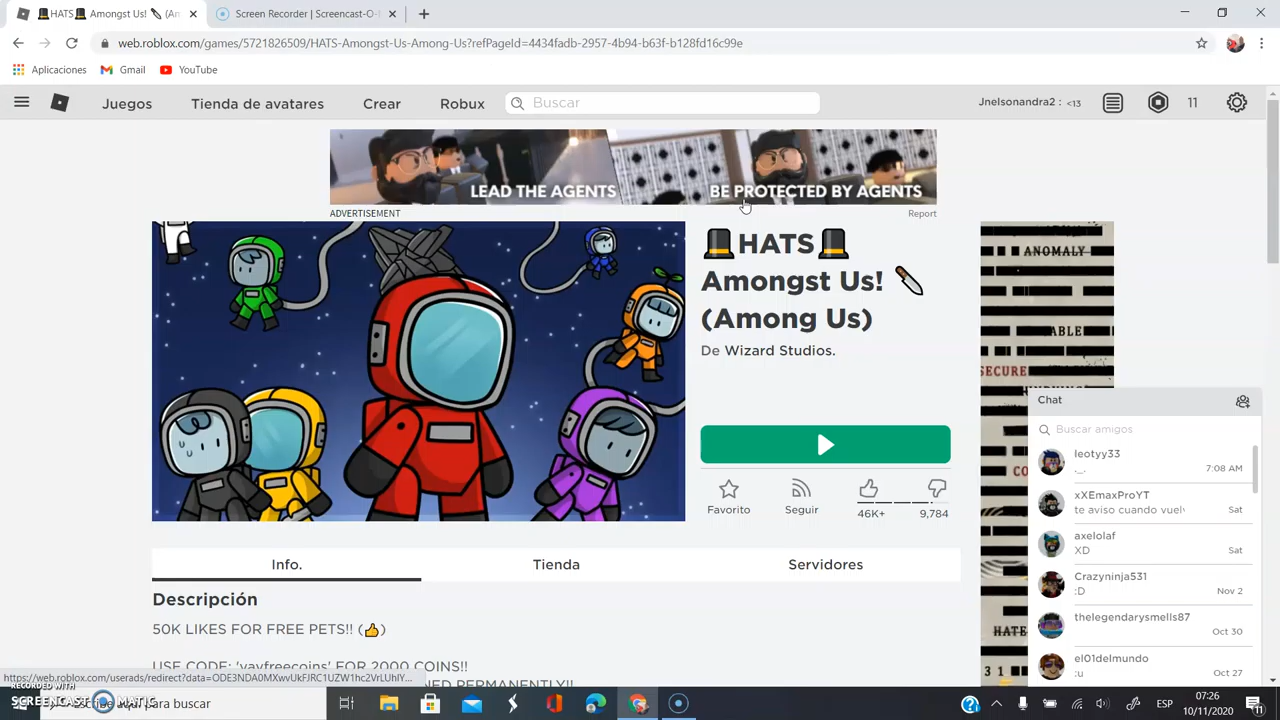 🎩HATS🎩 Amongst Us! 🔪 (Am
Screen Recorder | Screencast-O-
web.roblox.com/games/5721826509/HATS-Amongst-Us-Among-Us?refPageId=4434fadb-2957-4b94-b63f-b128fd16c99e
Aplicaciones
Gmail
YouTube
Juegos
Tienda de avatares
Crear
Robux
Buscar
Jnelsonandra2 : <13
11
LEAD THE AGENTS
BE PROTECTED BY AGENTS
ADVERTISEMENT
Report
🎩HATS🎩
Amongst Us! 🔪
(Among Us)
De Wizard Studios.
Favorito
Seguir
46K+
9,784
ANOMALY
SECURE
Info.
Tienda
Servidores
Descripción
50K LIKES FOR FREE PETS!! (👍)
USE CODE: 'yayfreecoins' FOR 2000 COINS!!
Chat
Buscar amigos
leotyy33
._.
7:08 AM
xXEmaxProYT
te aviso cuando vuel
Sat
axelolaf
XD
Sat
Crazyninja531
:D
Nov 2
thelegendarysmells87
Oct 30
el01delmundo
:u
Oct 27
RECORDED WITH
SCREENCAST MATIC
para buscar
ESP
07:26
10/11/2020
11